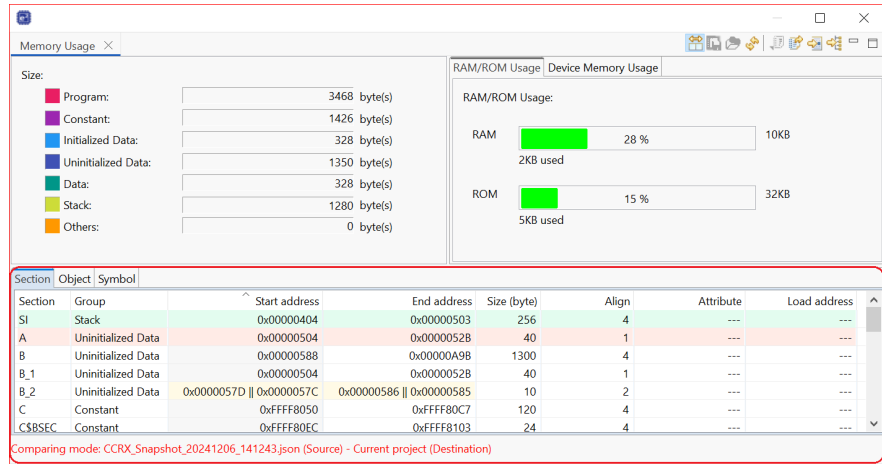 Memory Usage
Size:
Program: 3468 byte(s)
Constant: 1426 byte(s)
Initialized Data: 328 byte(s)
Uninitialized Data: 1350 byte(s)
Data: 328 byte(s)
Stack: 1280 byte(s)
Others: 0 byte(s)
RAM/ROM Usage Device Memory Usage
RAM/ROM Usage:
RAM 28 % 10KB
2KB used
ROM 15 % 32KB
5KB used
Section Object Symbol
Section Group Start address End address Size (byte) Align Attribute Load address
SI Stack 0x00000404 0x00000503 256 4 --- ---
A Uninitialized Data 0x00000504 0x0000052B 40 1 --- ---
B Uninitialized Data 0x00000588 0x00000A9B 1300 4 --- ---
B_1 Uninitialized Data 0x00000504 0x0000052B 40 1 --- ---
B_2 Uninitialized Data 0x0000057D || 0x0000057C 0x00000586 || 0x00000585 10 2 --- ---
C Constant 0xFFFF8050 0xFFFF80C7 120 4 --- ---
C$BSEC Constant 0xFFFF80EC 0xFFFF8103 24 4 --- ---
Comparing mode: CCRX_Snapshot_20241206_141243.json (Source) - Current project (Destination)